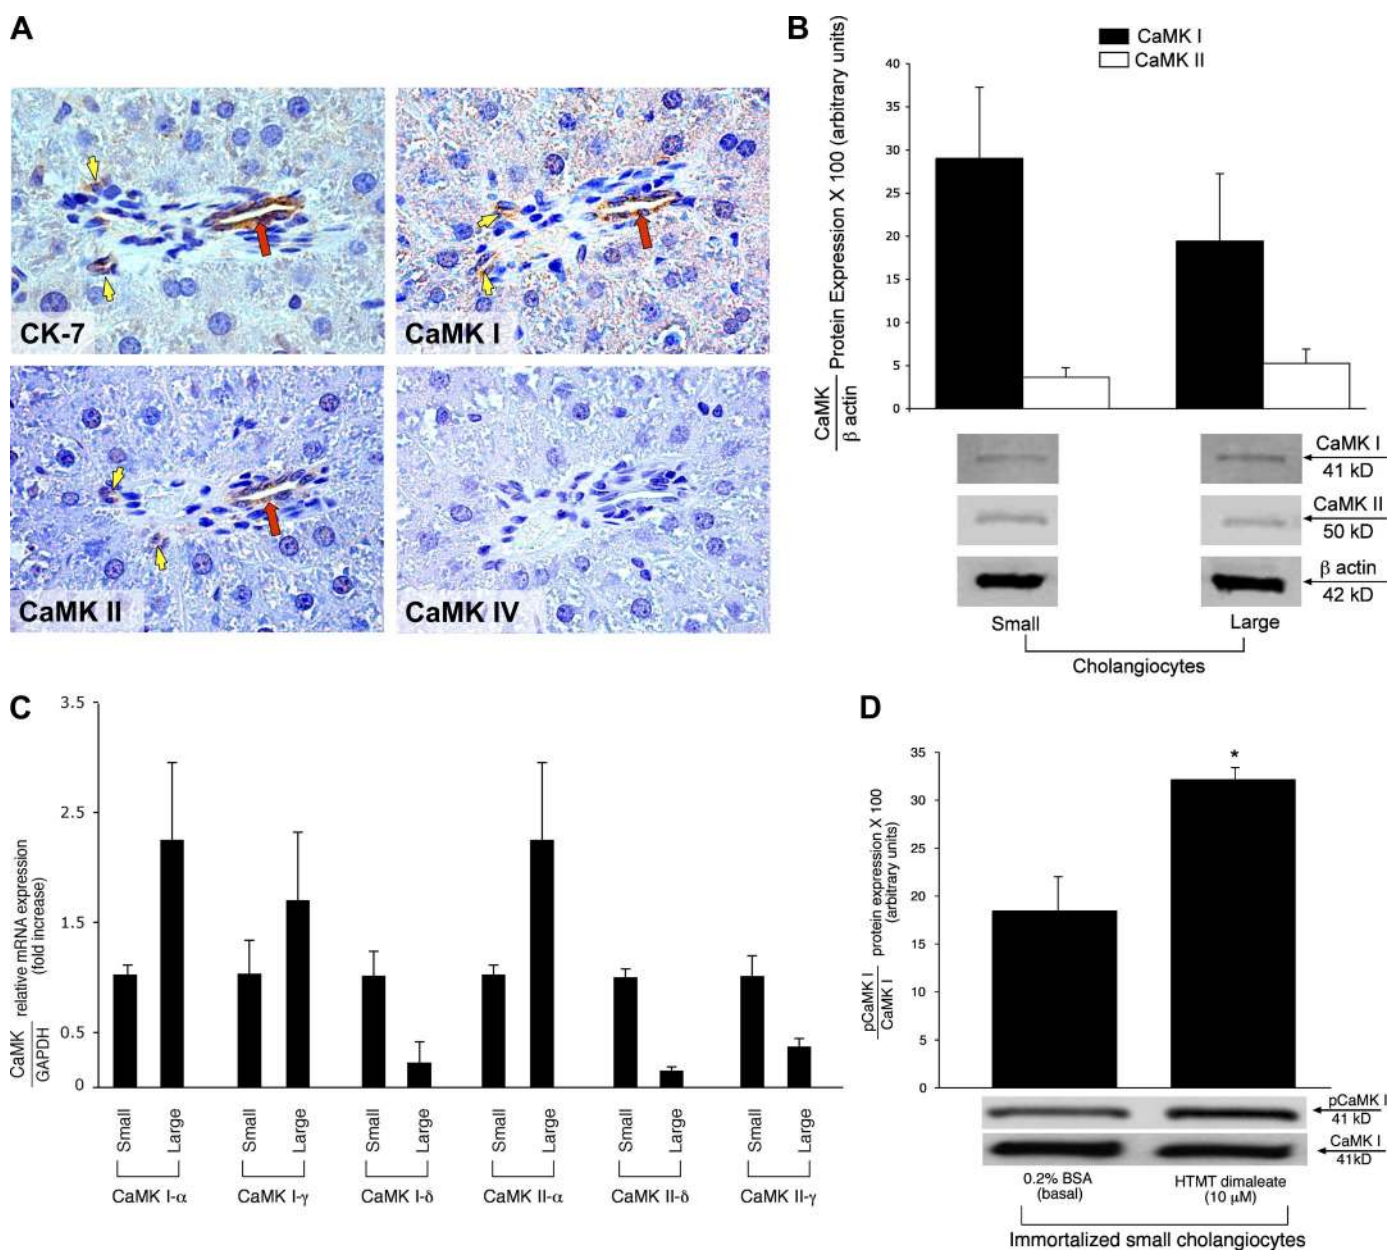 A
CK-7
CaMK I
CaMK II
CaMK IV
B
CaMK I
CaMK II
CaMK
β actin
Protein Expression X 100 (arbitrary units)
40
35
30
25
20
15
10
5
0
CaMK I
41 kD
CaMK II
50 kD
β actin
42 kD
Small
Large
Cholangiocytes
C
CaMK
GAPDH
relative mRNA expression
(fold increase)
3.5
2.5
1.5
0.5
0
Small
Large
Small
Large
Small
Large
Small
Large
Small
Large
Small
Large
CaMK I-α
CaMK I-γ
CaMK I-δ
CaMK II-α
CaMK II-δ
CaMK II-γ
D
pCaMK I
CaMK I
protein expression X 100
(arbitrary units)
35
30
25
20
15
10
5
0
*
pCaMK I
41 kD
CaMK I
41kD
0.2% BSA
(basal)
HTMT dimaleate
(10 μM)
Immortalized small cholangiocytes